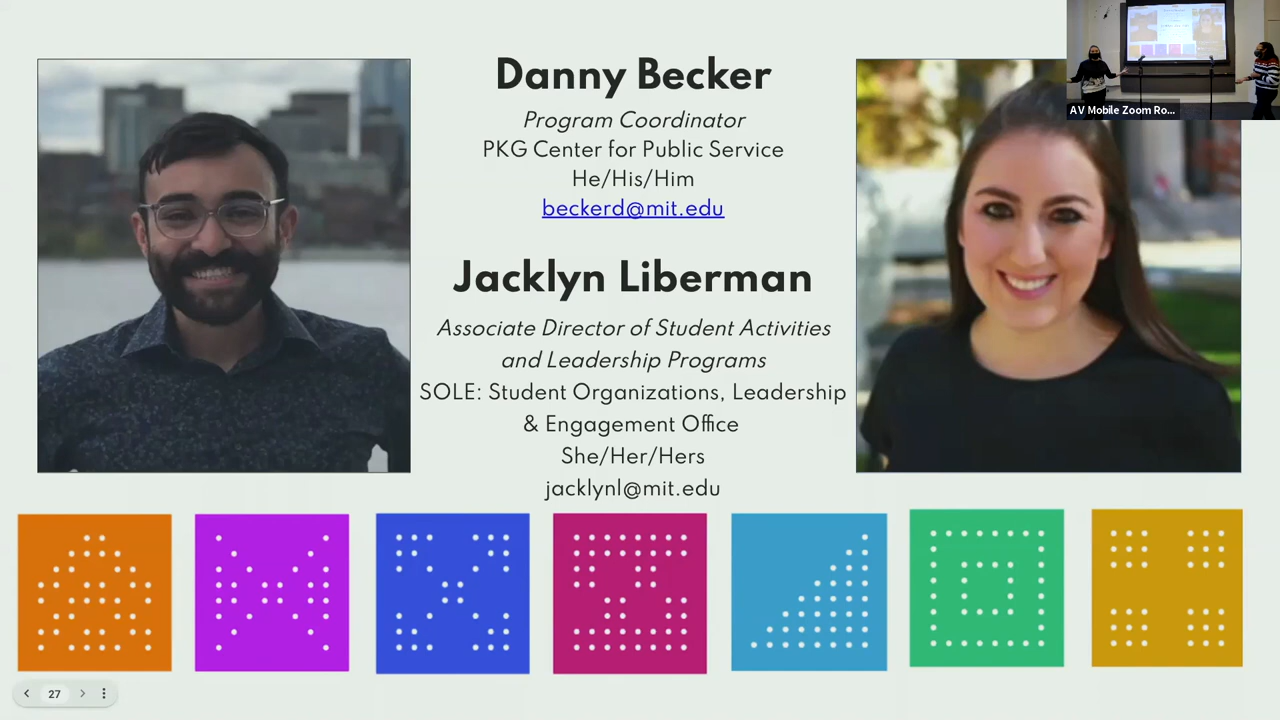 Danny Becker
Program Coordinator
PKG Center for Public Service
He/His/Him
beckerd@mit.edu
Jacklyn Liberman
Associate Director of Student Activities
and Leadership Programs
SOLE: Student Organizations, Leadership
& Engagement Office
She/Her/Hers
jacklynl@mit.edu
AV Mobile Zoom Ro...
27